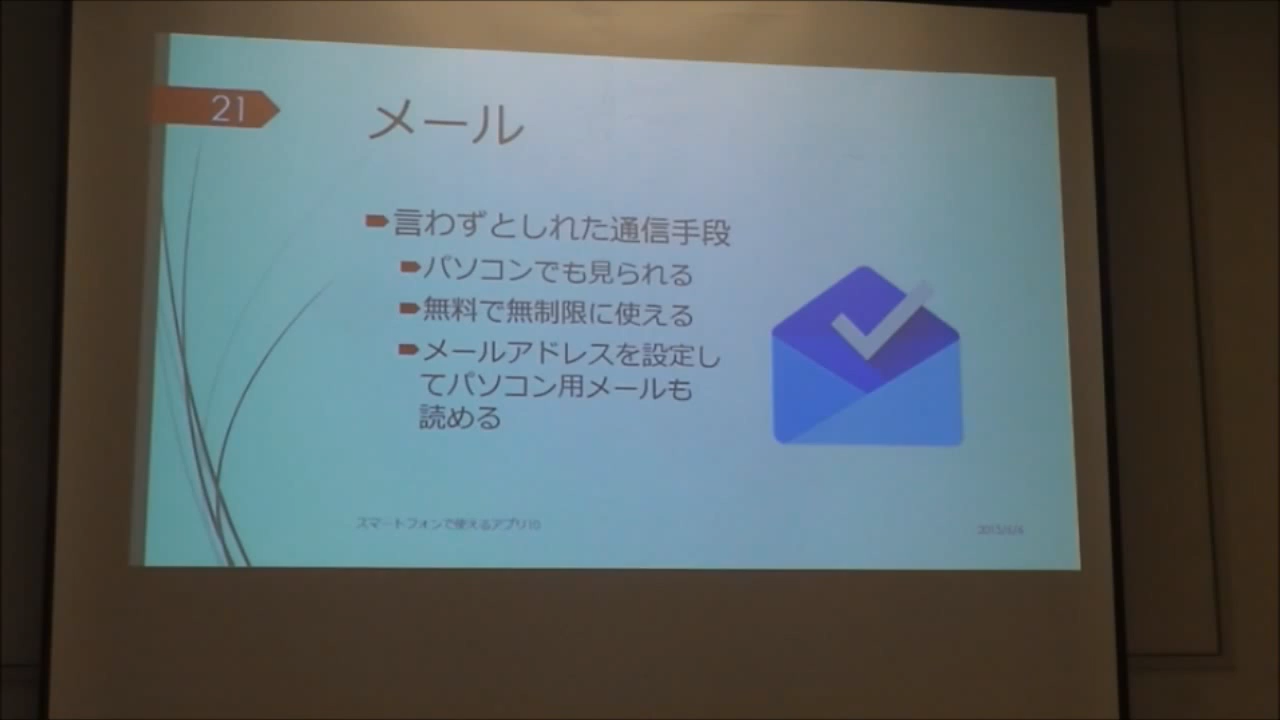 21
メール
言わずとしれた通信手段
パソコンでも見られる
無料で無制限に使える
メールアドレスを設定し
てパソコン用メールも
読める
スマートフォンで使えるアプリ10